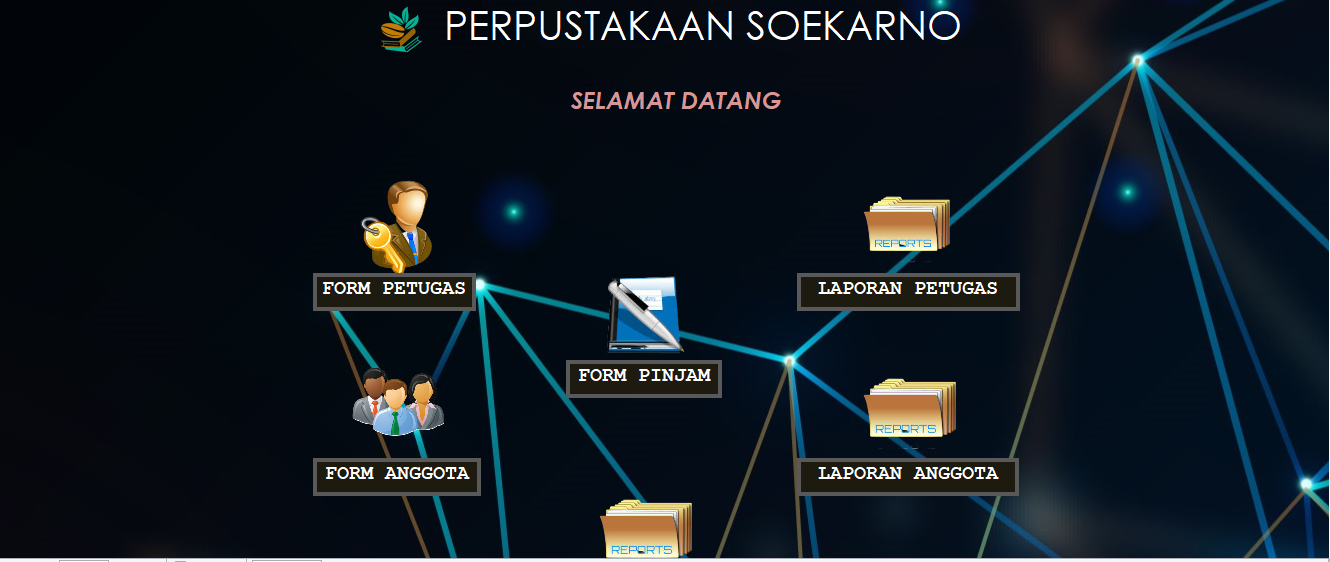 PERPUSTAKAAN SOEKARNO
SELAMAT DATANG
REPORTS
FORM PETUGAS
LAPORAN PETUGAS
FORM PINJAM
REPORTS
FORM ANGGOTA
LAPORAN ANGGOTA
REPORTS